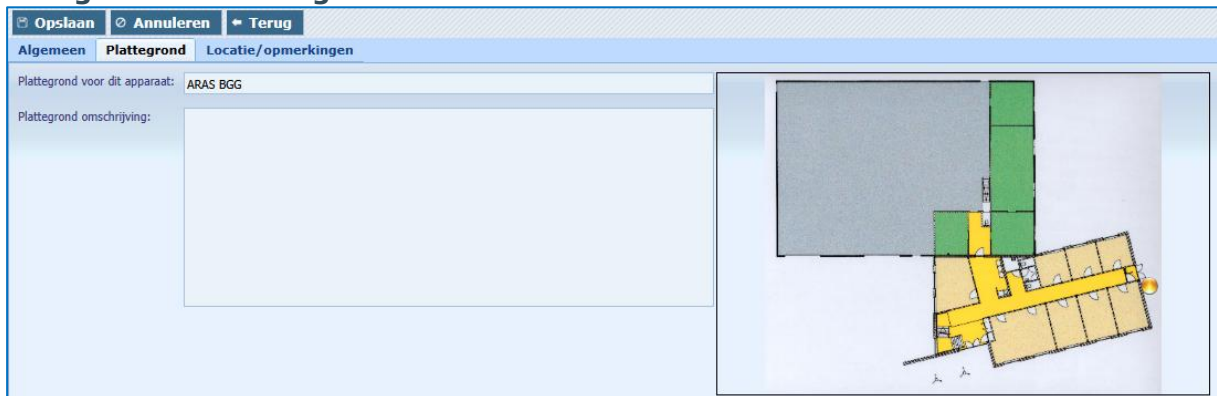 Opslaan Annuleren Terug
Algemeen Plattegrond Locatie/opmerkingen
Plattegrond voor dit apparaat: ARAS BGG
Plattegrond omschrijving: